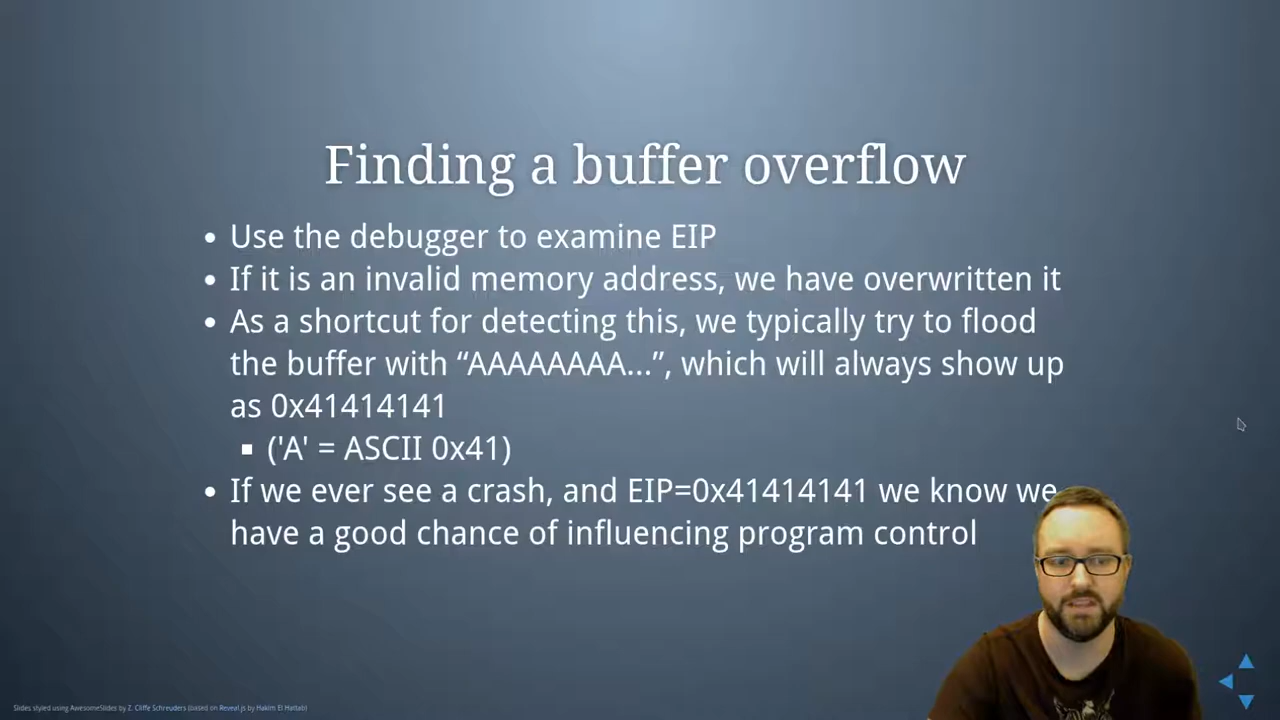 Finding a buffer overflow
• Use the debugger to examine EIP
• If it is an invalid memory address, we have overwritten it
• As a shortcut for detecting this, we typically try to flood
the buffer with “AAAAAAAA...”, which will always show up
as 0x41414141
▪ ('A' = ASCII 0x41)
• If we ever see a crash, and EIP=0x41414141 we know we
have a good chance of influencing program control
Slides styled using AwesomeSlides by Z. Cliffe Schreuders (based on Reveal.js by Hakim El Hattab)